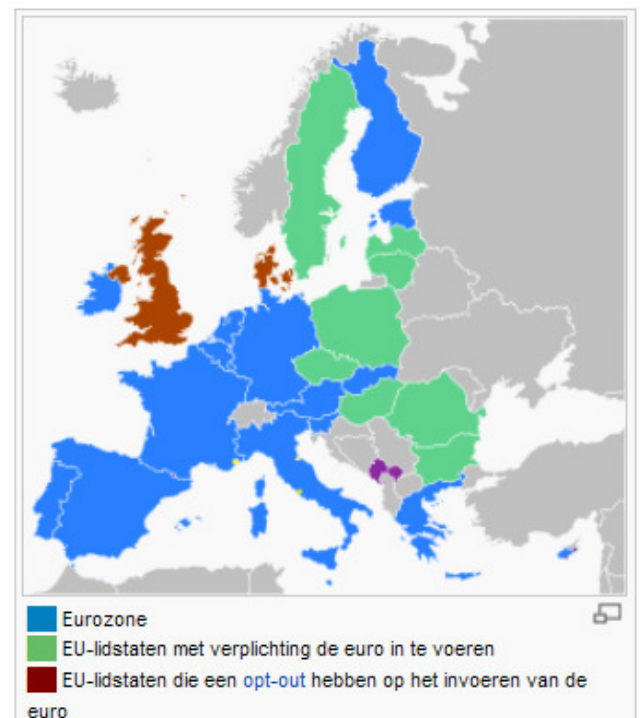 Eurozone
EU-lidstaten met verplichting de euro in te voeren
EU-lidstaten die een opt-out hebben op het invoeren van de
euro